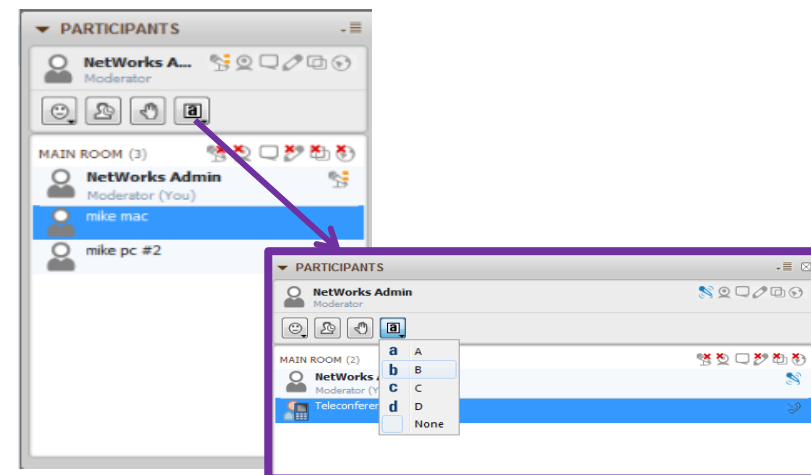 PARTICIPANTS
NetWorks A...
Moderator
a
MAIN ROOM (3)
NetWorks Admin
Moderator (You)
mike mac
mike pc #2
PARTICIPANTS
NetWorks Admin
Moderator
a
MAIN ROOM (2)
NetWorks
Moderator (Y
Teleconferen
a A
b B
c C
d D
None